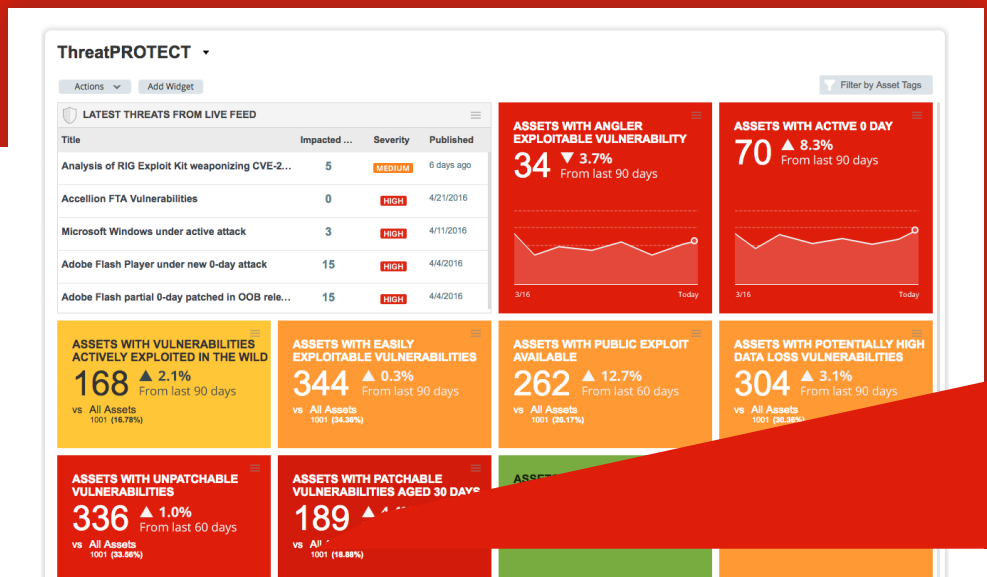 ThreatPROTECT
Actions
Add Widget
Filter by Asset Tags
LATEST THREATS FROM LIVE FEED
Title Impacted ... Severity Published
Analysis of RIG Exploit Kit weaponizing CVE-2... 5 MEDIUM 6 days ago
Accellion FTA Vulnerabilities 0 HIGH 4/21/2016
Microsoft Windows under active attack 3 HIGH 4/11/2016
Adobe Flash Player under new 0-day attack 15 HIGH 4/4/2016
Adobe Flash partial 0-day patched in OOB rele... 15 HIGH 4/4/2016
ASSETS WITH ANGLER
EXPLOITABLE VULNERABILITY
34 ▼ 3.7%
From last 90 days
3/16 Today
ASSETS WITH ACTIVE 0 DAY
70 ▲ 8.3%
From last 90 days
3/16 Today
ASSETS WITH VULNERABILITIES
ACTIVELY EXPLOITED IN THE WILD
168 ▲ 2.1%
From last 90 days
vs All Assets
1001 (16.78%)
ASSETS WITH EASILY
EXPLOITABLE VULNERABILITIES
344 ▲ 0.3%
From last 90 days
vs All Assets
1001 (34.36%)
ASSETS WITH PUBLIC EXPLOIT
AVAILABLE
262 ▲ 12.7%
From last 60 days
vs All Assets
1001 (26.17%)
ASSETS WITH POTENTIALLY HIGH
DATA LOSS VULNERABILITIES
304 ▲ 3.1%
From last 90 days
vs All Assets
1001 (30.36%)
ASSETS WITH UNPATCHABLE
VULNERABILITIES
336 ▲ 1.0%
From last 60 days
vs All Assets
1001 (33.56%)
ASSETS WITH PATCHABLE
VULNERABILITIES AGED 30 DAYS
189 ▲
vs All
1001 (18.88%)